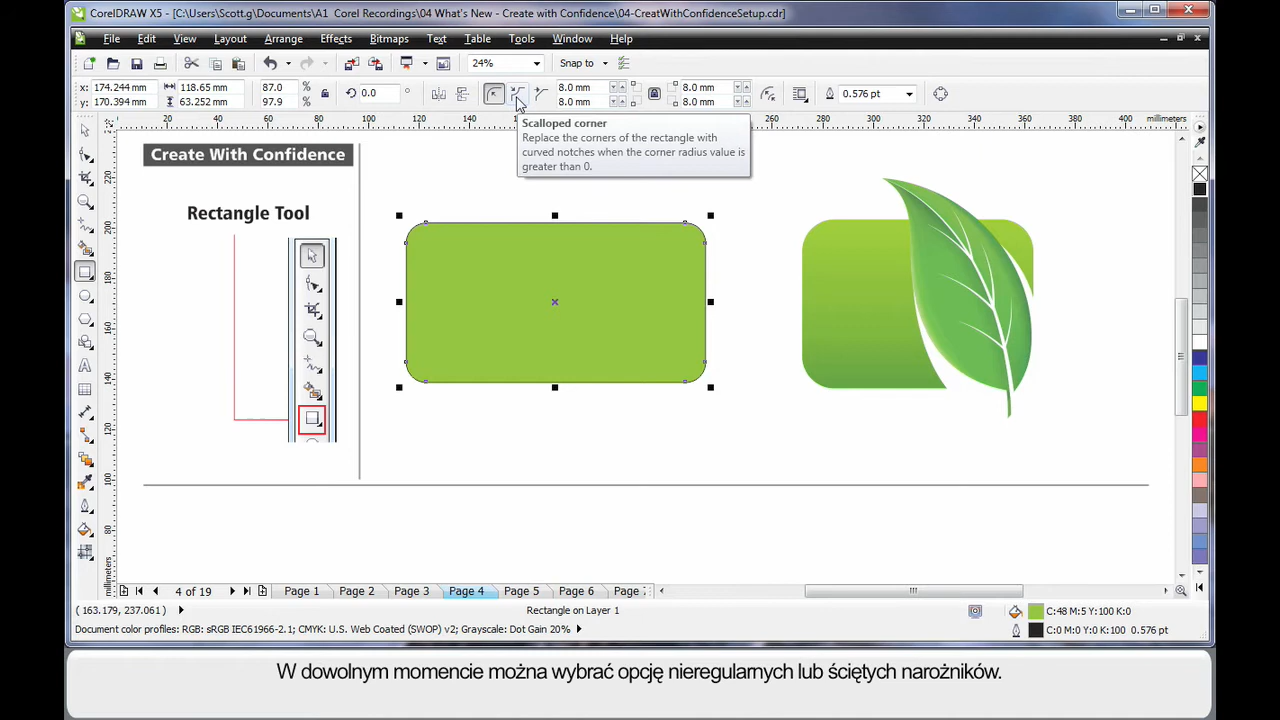 CorelDRAW X5 - [C:\Users\Scott.g\Documents\A1 Corel Recordings\04 What's New - Create with Confidence\04-CreatWithConfidenceSetup.cdr]
File Edit View Layout Arrange Effects Bitmaps Text Table Tools Window Help
24% Snap to
x: 174.244 mm 118.65 mm 87.0 % 0.0 ° 8.0 mm 8.0 mm 0.576 pt
y: 170.394 mm 63.252 mm 97.9 % 8.0 mm 8.0 mm
Scalloped corner
Replace the corners of the rectangle with
curved notches when the corner radius value is
greater than 0.
millimeters
Create With Confidence
Rectangle Tool
4 of 19 Page 1 Page 2 Page 3 Page 4 Page 5 Page 6 Page
( 163.179, 237.061) Rectangle on Layer 1 C:48 M:5 Y:100 K:0
Document color profiles: RGB: sRGB IEC61966-2.1; CMYK: U.S. Web Coated (SWOP) v2; Grayscale: Dot Gain 20% C:0 M:0 Y:0 K:100 0.576 pt
W dowolnym momencie można wybrać opcję nieregularnych lub ściętych narożników.